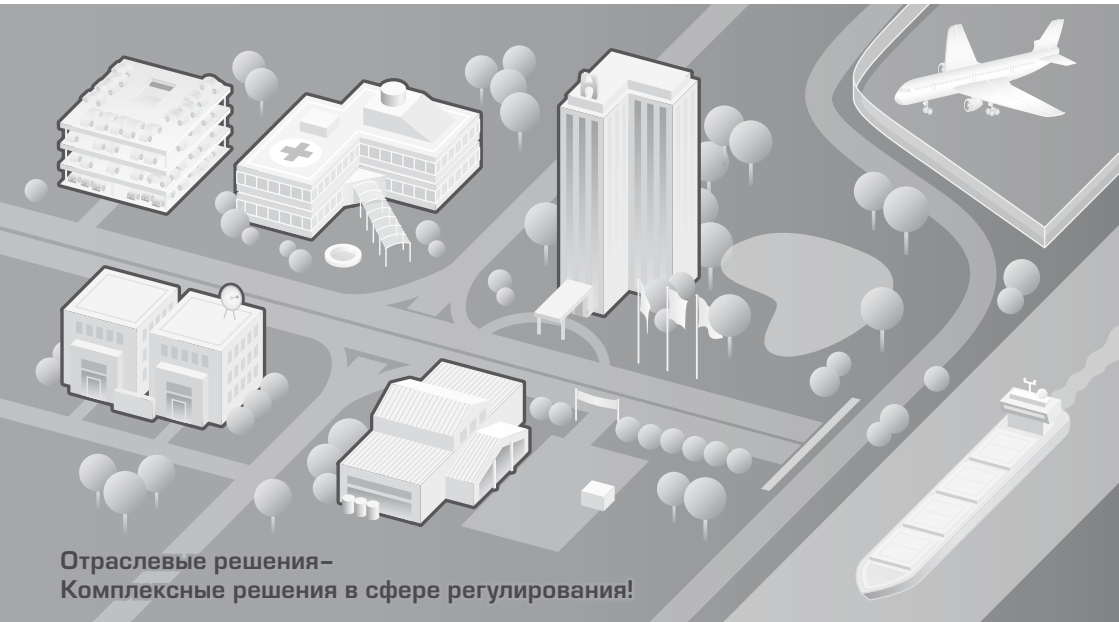 Отраслевые решения–
Комплексные решения в сфере регулирования!